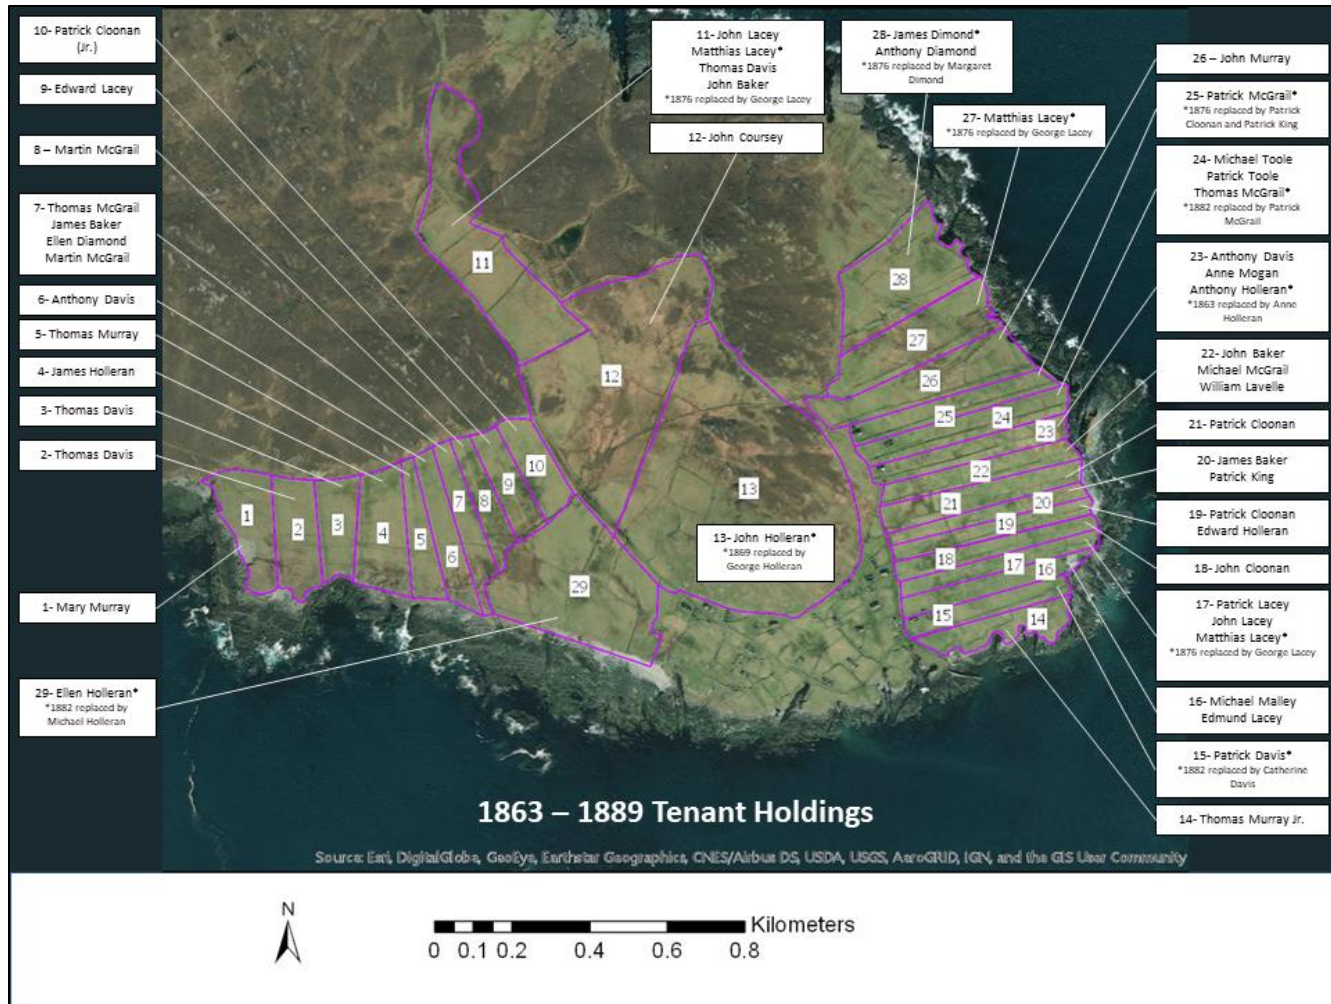 10- Patrick Cloonan
(Jr.)
9- Edward Lacey
8 – Martin McGrail
7- Thomas McGrail
James Baker
Ellen Diamond
Martin McGrail
6- Anthony Davis
5- Thomas Murray
4- James Holleran
3- Thomas Davis
2- Thomas Davis
1- Mary Murray
29- Ellen Holleran*
*1882 replaced by
Michael Holleran
11- John Lacey
Matthias Lacey*
Thomas Davis
John Baker
*1876 replaced by George Lacey
12- John Coursey
28- James Dimond*
Anthony Diamond
*1876 replaced by Margaret
Dimond
27- Matthias Lacey*
*1876 replaced by George Lacey
26 – John Murray
25- Patrick McGrail*
*1876 replaced by Patrick
Cloonan and Patrick King
24- Michael Toole
Patrick Toole
Thomas McGrail*
*1882 replaced by Patrick
McGrail
23- Anthony Davis
Anne Mogan
Anthony Holleran*
*1863 replaced by Anne
Holleran
22- John Baker
Michael McGrail
William Lavelle
21- Patrick Cloonan
20- James Baker
Patrick King
19- Patrick Cloonan
Edward Holleran
18- John Cloonan
17- Patrick Lacey
John Lacey
Matthias Lacey*
*1876 replaced by George Lacey
16- Michael Malley
Edmund Lacey
15- Patrick Davis*
*1882 replaced by Catherine
Davis
14- Thomas Murray Jr.
13- John Holleran*
*1869 replaced by
George Holleran
11
28
27
12
26
25
24
23
10
9
8
7
22
13
1
2
3
4
5
6
21
20
19
18
17
16
29
15
14
1863 – 1889 Tenant Holdings
Source: Esri, DigitalGlobe, GeoEye, Earthstar Geographics, CNES/Airbus DS, USDA, USGS, AeroGRID, IGN, and the GIS User Community
N
Kilometers
0 0.1 0.2 0.4 0.6 0.8